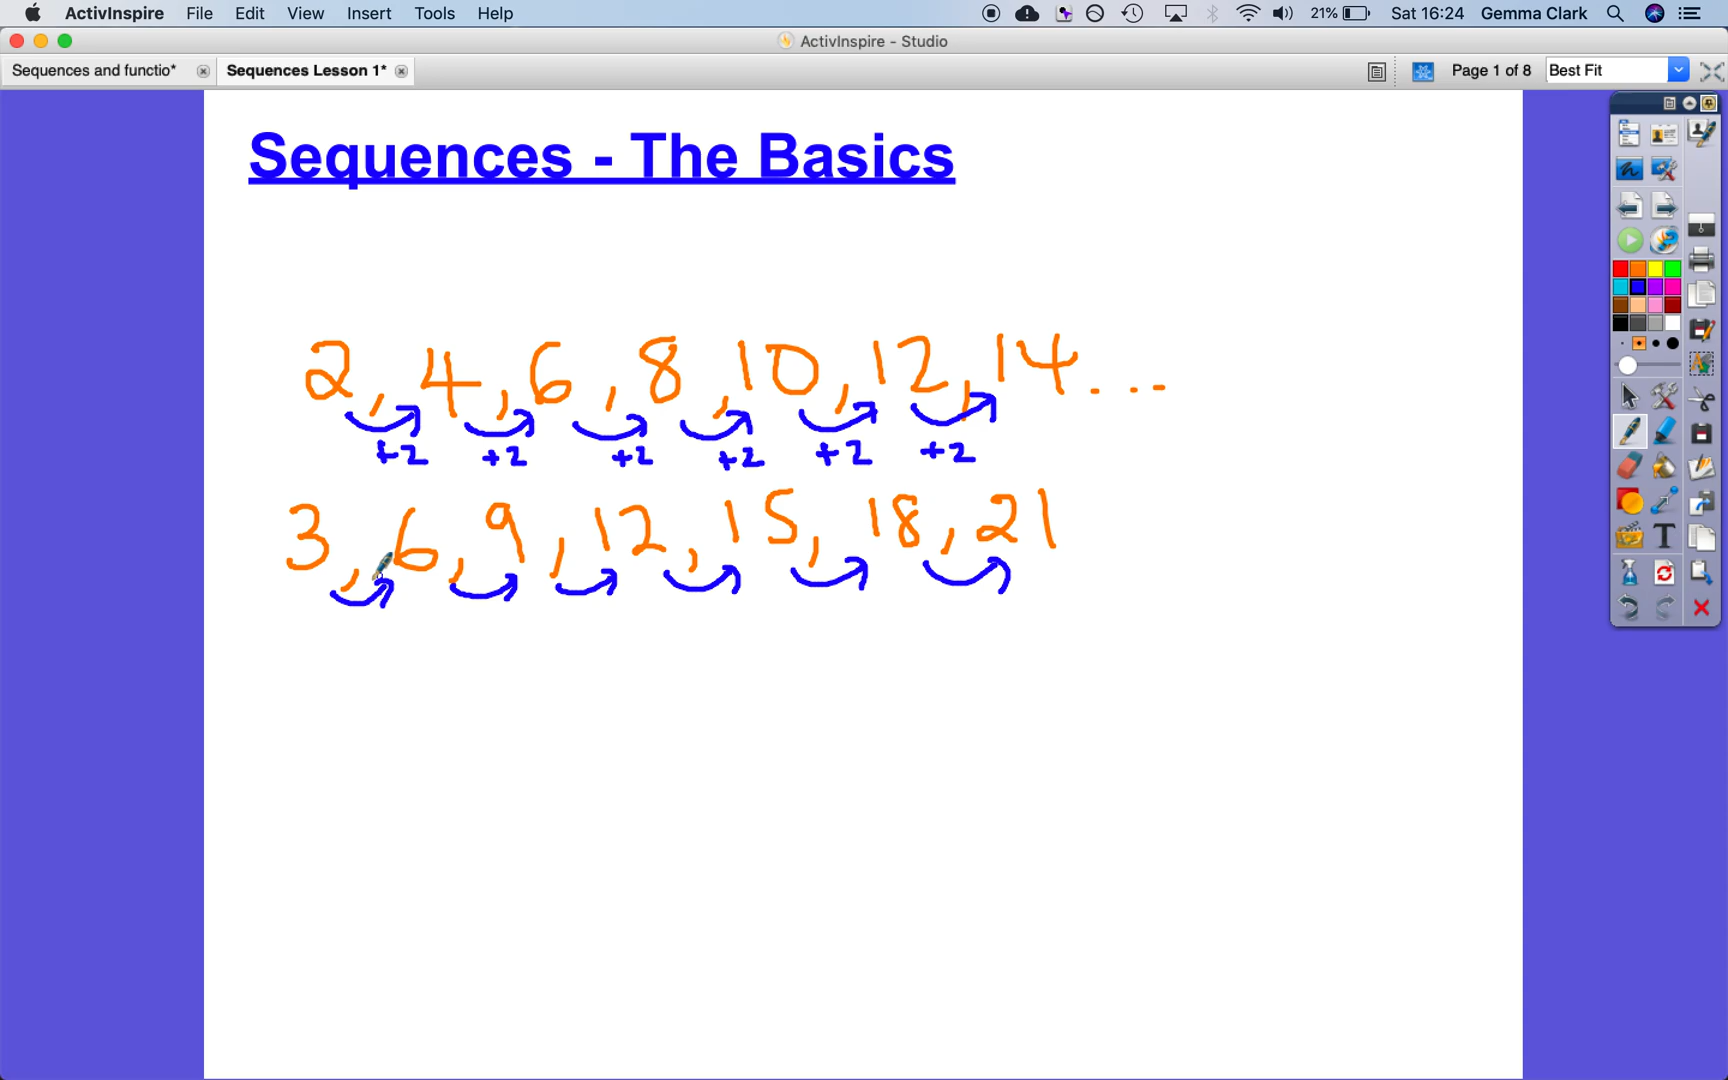 ActivInspire File Edit View Insert Tools Help 21% Sat 16:24 Gemma Clark
ActivInspire - Studio
Sequences and functio* Sequences Lesson 1* Page 1 of 8 Best Fit
Sequences - The Basics
2, 4, 6, 8, 10, 12, 14...
+2 +2 +2 +2 +2 +2
3, 6, 9, 12, 15, 18, 21